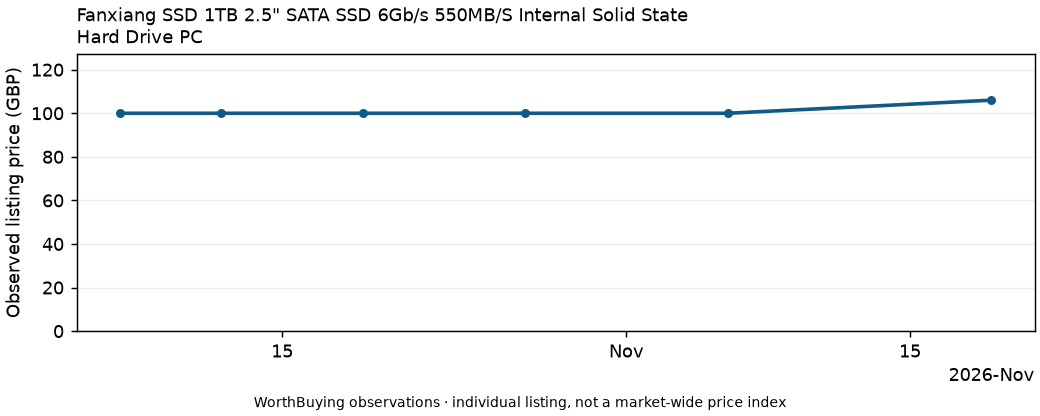 Fanxiang SSD 1TB 2.5" SATA SSD 6Gb/s 550MB/S Internal Solid State
Hard Drive PC
Observed listing price (GBP)
120
100
80
60
40
20
0
15
Nov
15
2026-Nov
WorthBuying observations · individual listing, not a market-wide price index